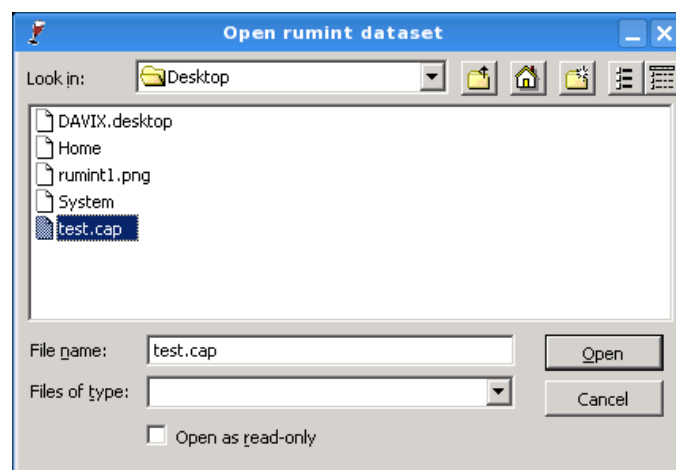 Open rumint dataset
Look in:
Desktop
DAVIX.desktop
Home
rumint1.png
System
test.cap
File name:
test.cap
Open
Files of type:
Cancel
Open as read-only